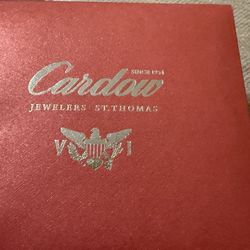 Cardow
SINCE 1954
JEWELERS ST. THOMAS
V I